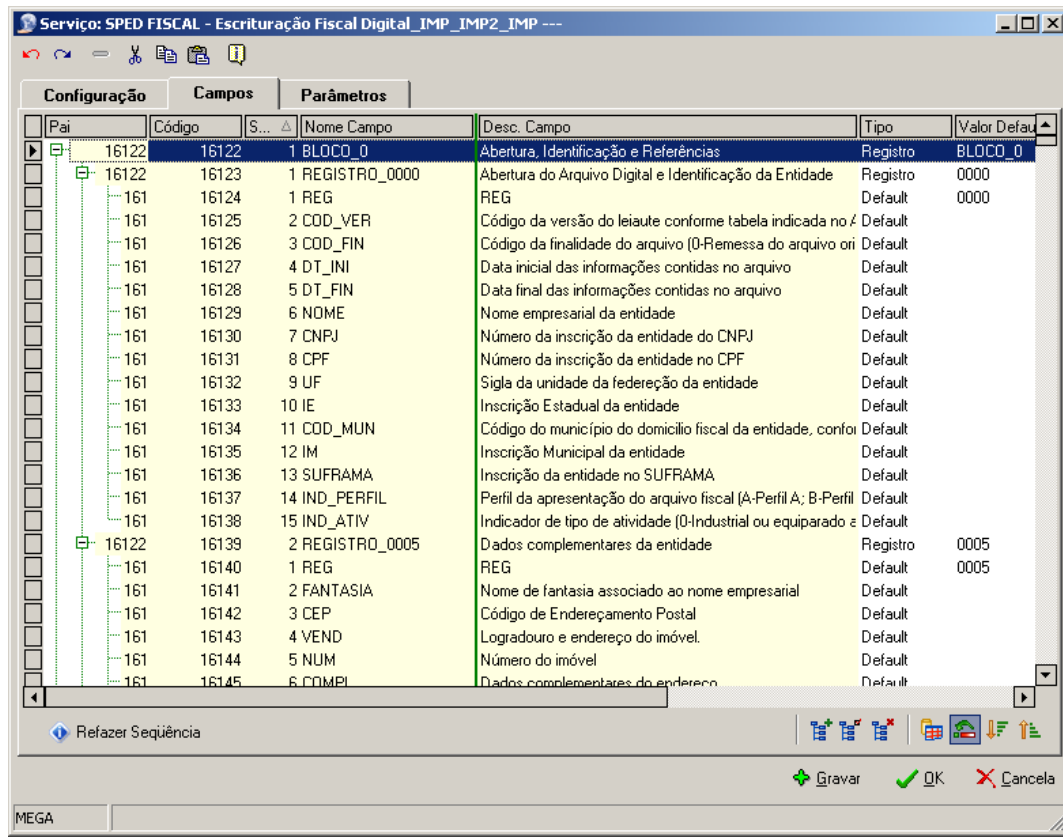 Serviço: SPED FISCAL - Escrituração Fiscal Digital_IMP_IMP2_IMP ---
Configuração Campos Parâmetros
Pai Código S... Nome Campo Desc. Campo Tipo Valor Defau
16122 16122 1 BLOCO_0 Abertura, Identificação e Referências Registro BLOCO_0
16122 16123 1 REGISTRO_0000 Abertura do Arquivo Digital e Identificação da Entidade Registro 0000
161 16124 1 REG REG Default 0000
161 16125 2 COD_VER Código da versão do leiaute conforme tabela indicada no A Default
161 16126 3 COD_FIN Código da finalidade do arquivo (0-Remessa do arquivo ori Default
161 16127 4 DT_INI Data inicial das informações contidas no arquivo Default
161 16128 5 DT_FIN Data final das informações contidas no arquivo Default
161 16129 6 NOME Nome empresarial da entidade Default
161 16130 7 CNPJ Número da inscrição da entidade do CNPJ Default
161 16131 8 CPF Número da inscrição da entidade no CPF Default
161 16132 9 UF Sigla da unidade da federeção da entidade Default
161 16133 10 IE Inscrição Estadual da entidade Default
161 16134 11 COD_MUN Código do município do domicilio fiscal da entidade, confor Default
161 16135 12 IM Inscrição Municipal da entidade Default
161 16136 13 SUFRAMA Inscrição da entidade no SUFRAMA Default
161 16137 14 IND_PERFIL Perfil da apresentação do arquivo fiscal (A-Perfil A; B-Perfil Default
161 16138 15 IND_ATIV Indicador de tipo de atividade (0-Industrial ou equiparado a Default
16122 16139 2 REGISTRO_0005 Dados complementares da entidade Registro 0005
161 16140 1 REG REG Default 0005
161 16141 2 FANTASIA Nome de fantasia associado ao nome empresarial Default
161 16142 3 CEP Código de Endereçamento Postal Default
161 16143 4 VEND Logradouro e endereço do imóvel. Default
161 16144 5 NUM Número do imóvel Default
161 16145 6 COMPL Dados complementares do endereço Default
Refazer Seqüência
Gravar OK Cancela
MEGA